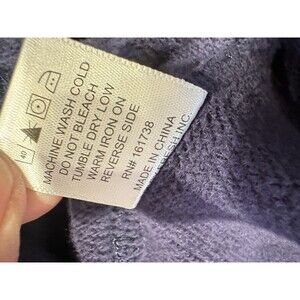 40
MACHINE WASH COLD
DO NOT BLEACH
TUMBLE DRY LOW
WARM IRON ON
REVERSE SIDE
RN# 161738
MADE IN CHINA